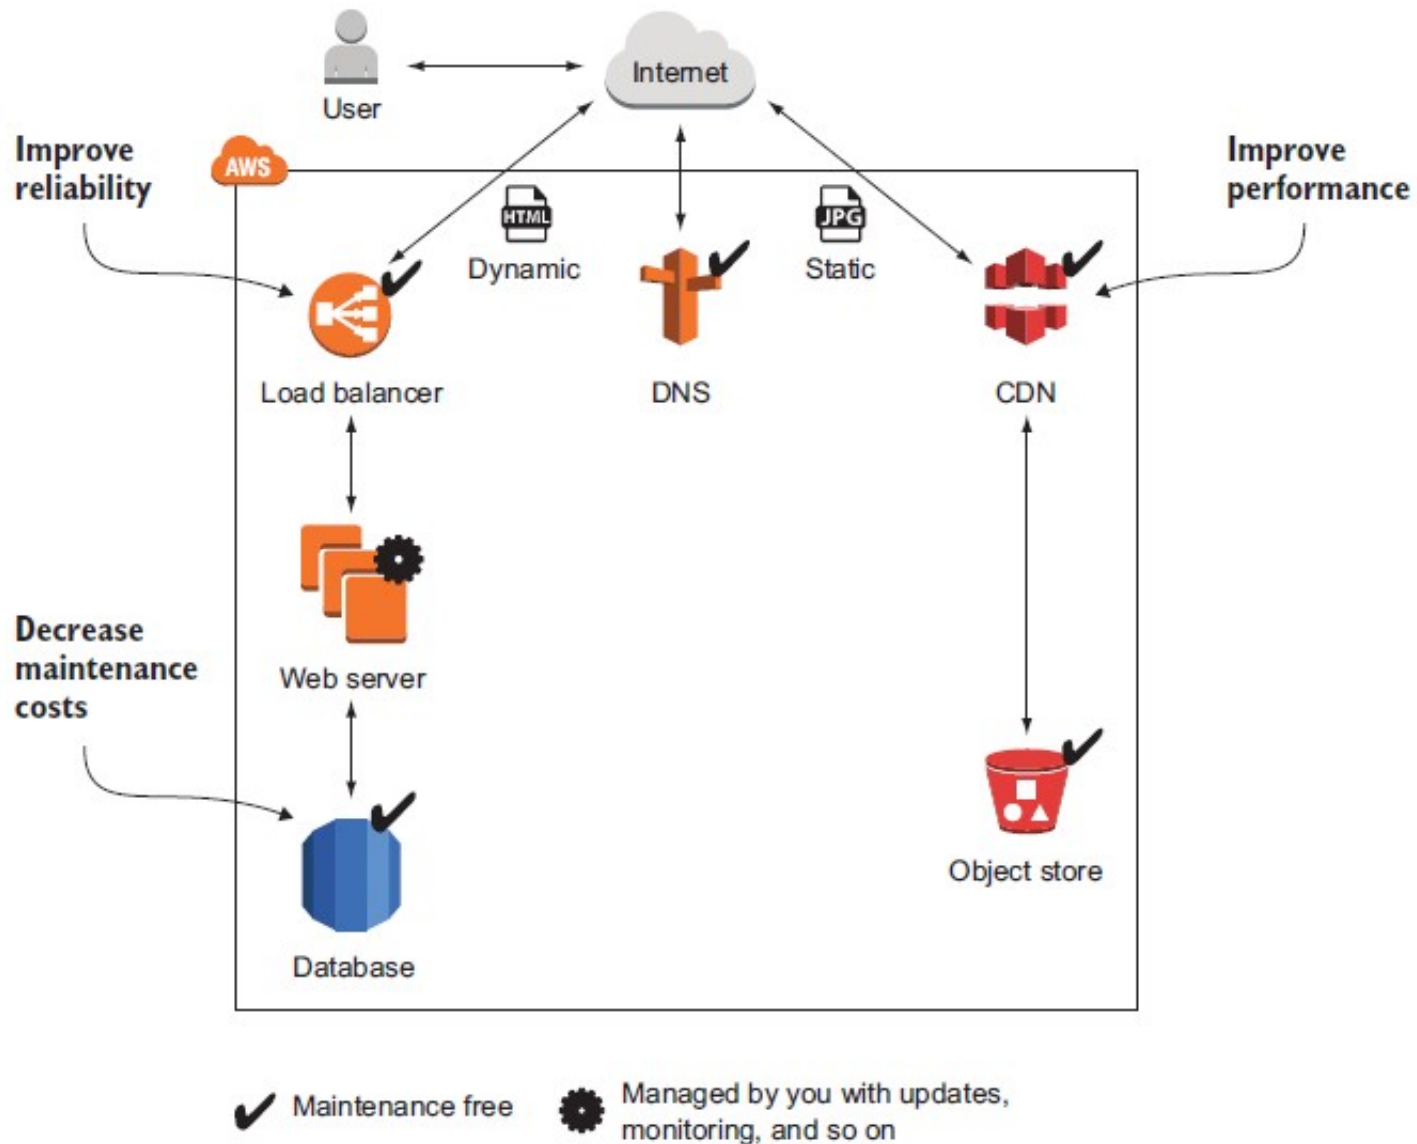 User
Internet
Improve
reliability
AWS
Improve
performance
HTML
Dynamic
JPG
Static
Load balancer
DNS
CDN
Web server
Decrease
maintenance
costs
Object store
Database
Maintenance free
Managed by you with updates,
monitoring, and so on